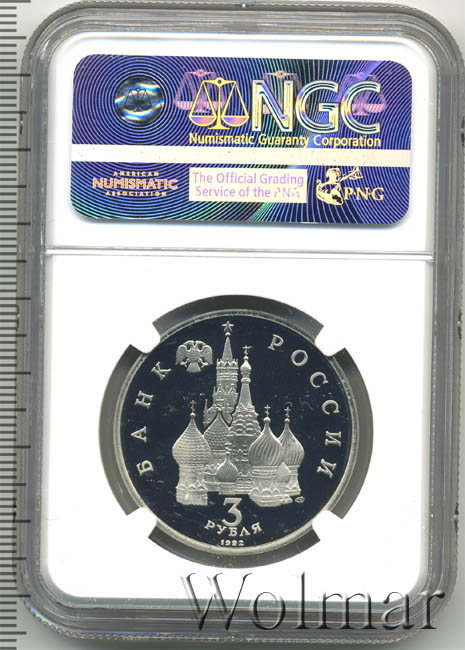 NGC
Numismatic Guaranty Corporation
AMERICAN
NUMISMATIC
ASSOCIATION
The Official Grading
Service of the PNG
PNG
БАНК РОССИИ
3
РУБЛЯ
1992
Wolmar